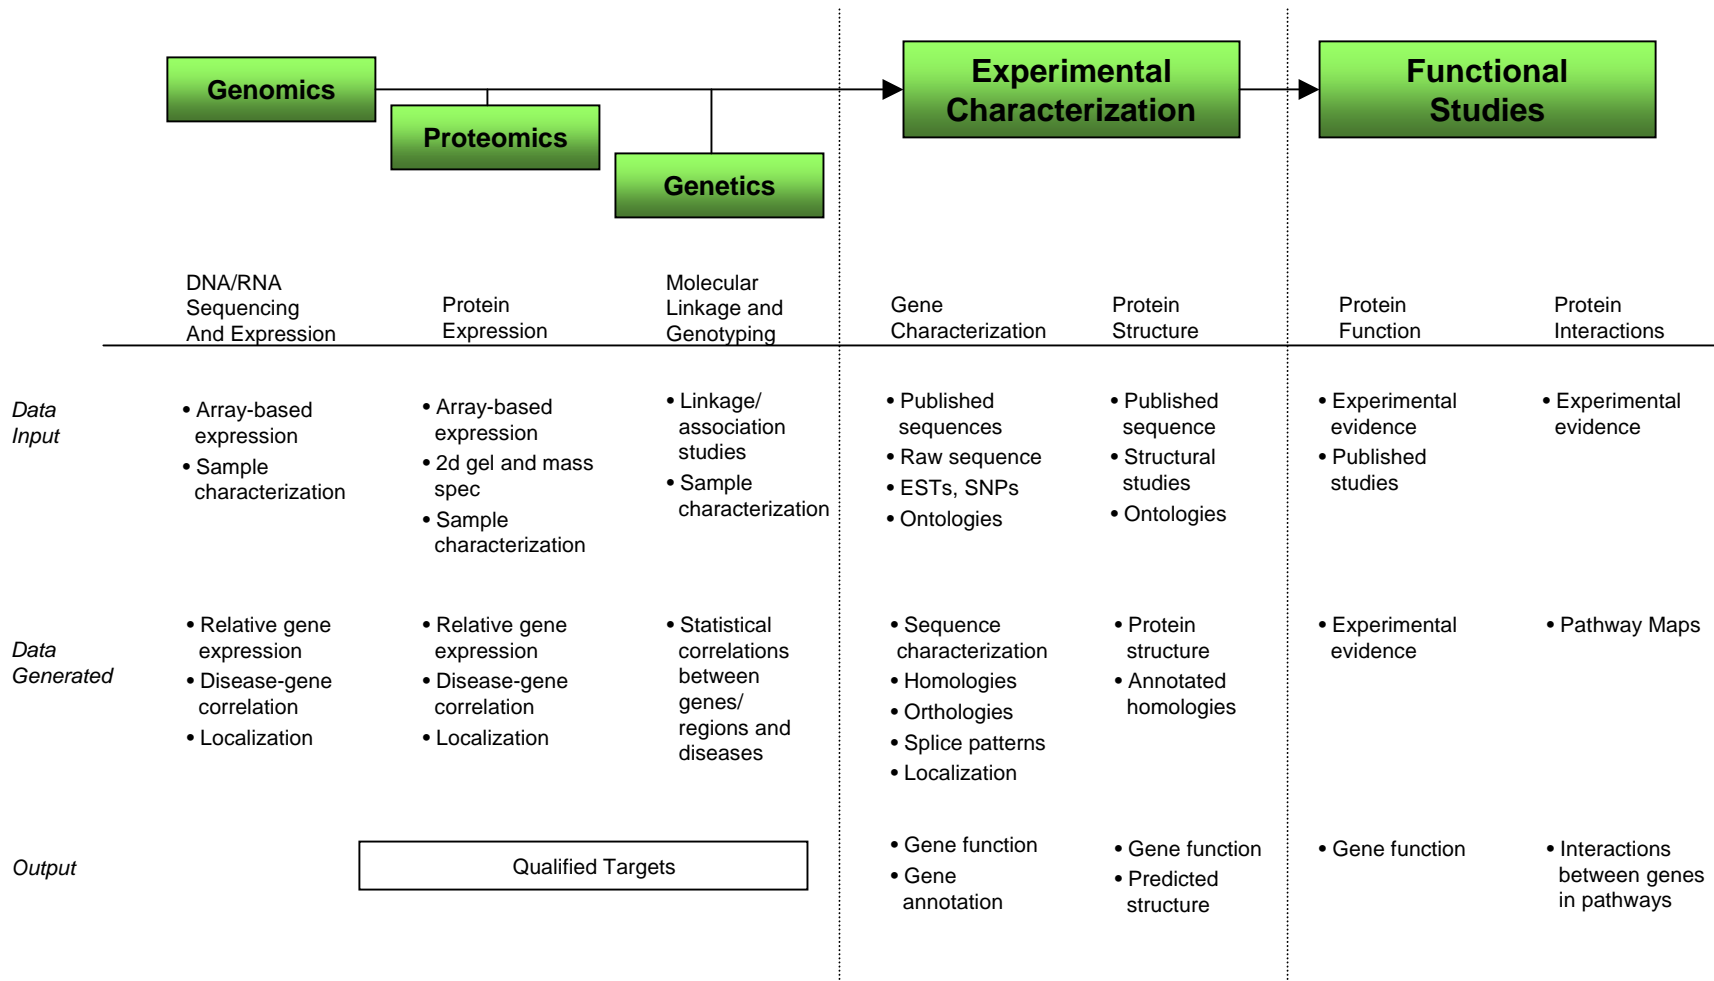 Genomics
Proteomics
Genetics
Experimental
Characterization
Functional
Studies
DNA/RNA
Sequencing
And Expression
Protein
Expression
Molecular
Linkage and
Genotyping
Gene
Characterization
Protein
Structure
Protein
Function
Protein
Interactions
Data
Input
• Array-based
expression
• Sample
characterization
• Array-based
expression
• 2d gel and mass
spec
• Sample
characterization
• Linkage/
association
studies
• Sample
characterization
• Published
sequences
• Raw sequence
• ESTs, SNPs
• Ontologies
• Published
sequence
• Structural
studies
• Ontologies
• Experimental
evidence
• Published
studies
• Experimental
evidence
Data
Generated
• Relative gene
expression
• Disease-gene
correlation
• Localization
• Relative gene
expression
• Disease-gene
correlation
• Localization
• Statistical
correlations
between
genes/
regions and
diseases
• Sequence
characterization
• Homologies
• Orthologies
• Splice patterns
• Localization
• Protein
structure
• Annotated
homologies
• Experimental
evidence
• Pathway Maps
Output
Qualified Targets
• Gene function
• Gene
annotation
• Gene function
• Predicted
structure
• Gene function
• Interactions
between genes
in pathways